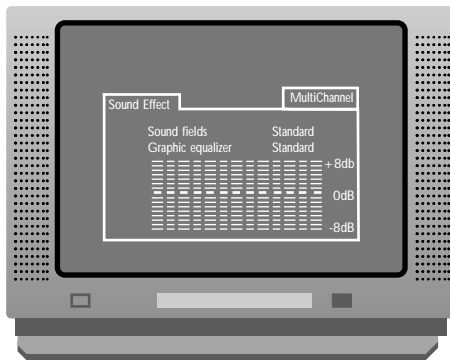 MultiChannel
Sound Effect
Sound fields Standard
Graphic equalizer Standard
+8db
0dB
-8dB